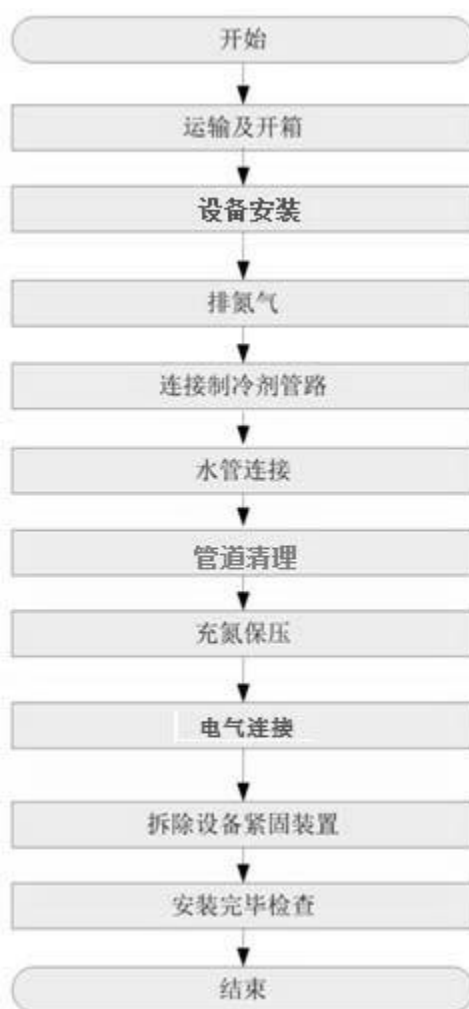 开始
运输及开箱
设备安装
排氮气
连接制冷剂管路
水管连接
管道清理
充氮保压
电气连接
拆除设备紧固装置
安装完毕检查
结束